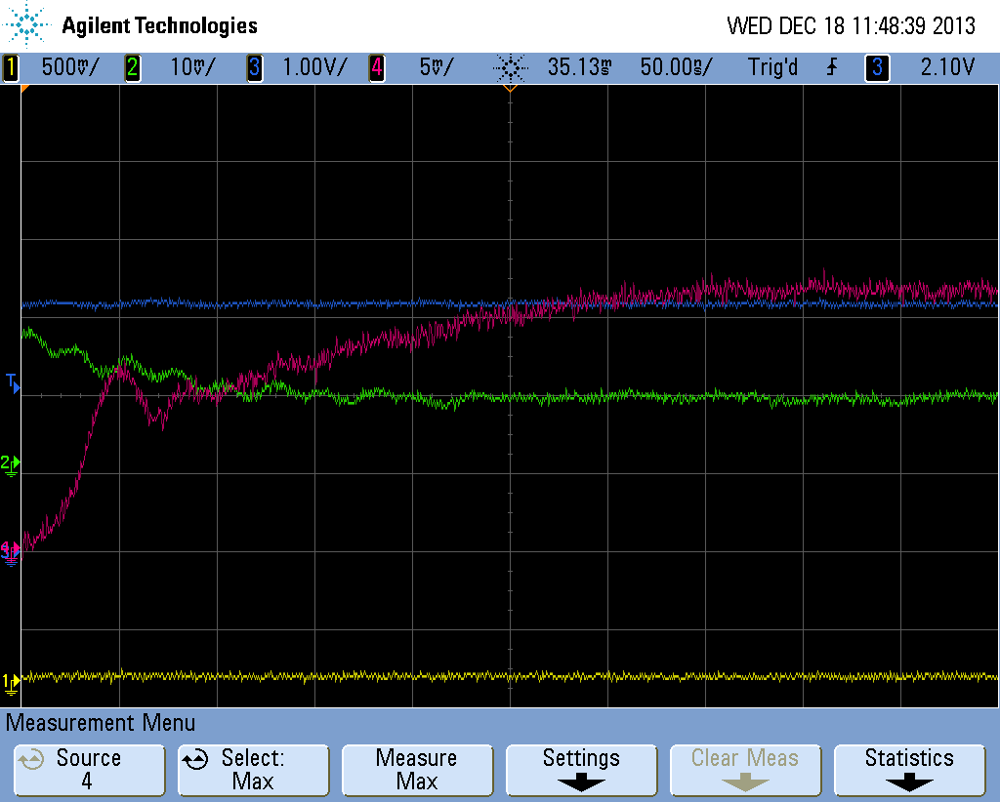 Agilent Technologies WED DEC 18 11:48:39 2013
1 500mV/ 2 10mV/ 3 1.00V/ 4 5mV/ 35.13ms 50.00ms/ Trig'd 3 2.10V
T
2
4
3
1
Measurement Menu
Source Select: Measure Settings Clear Meas Statistics
4 Max Max